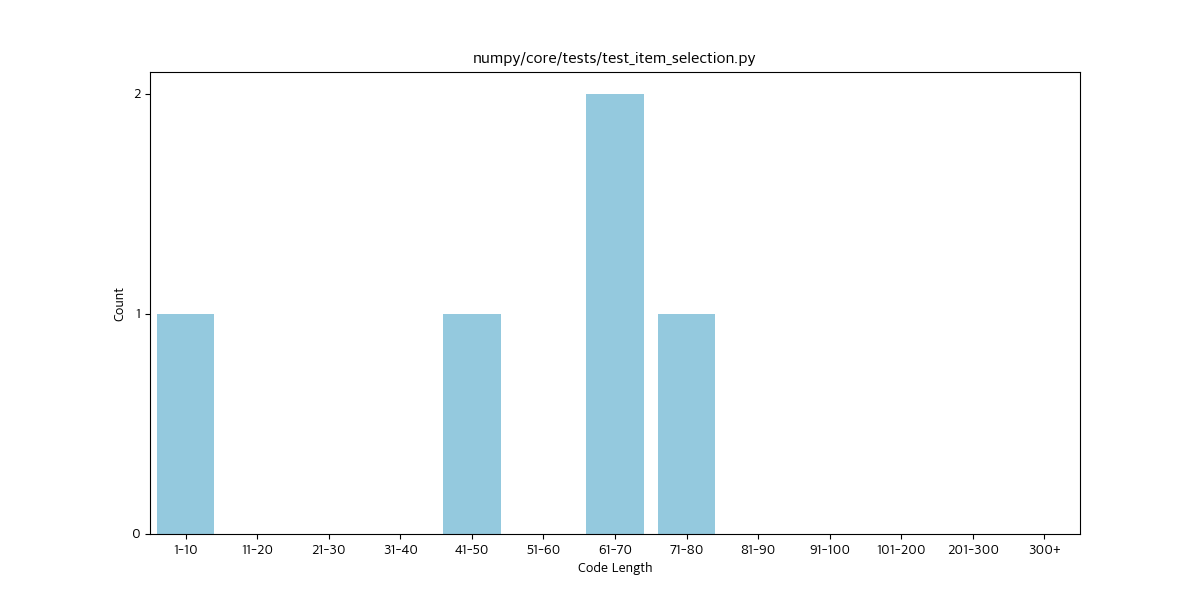 numpy/core/tests/test_item_selection.py
2
1
0
Count
1-10 11-20 21-30 31-40 41-50 51-60 61-70 71-80 81-90 91-100 101-200 201-300 300+
Code Length